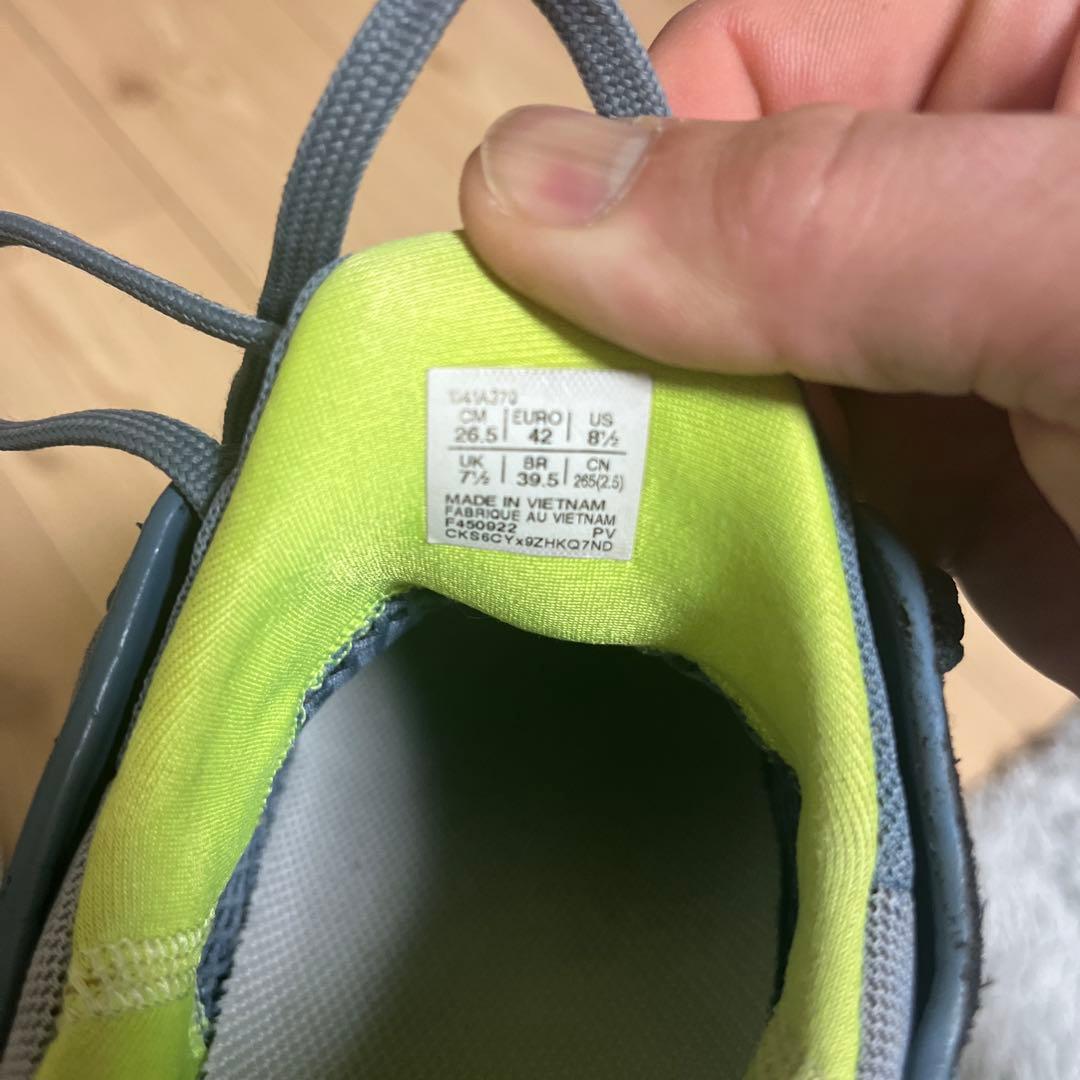 1041A370
CM | EURO | US
26.5 | 42 | 8½
UK | BR | CN
7½ | 39.5 | 265(2.5)
MADE IN VIETNAM
FABRIQUE AU VIETNAM
F450922 PV
CKS6CYx9ZHKQ7ND